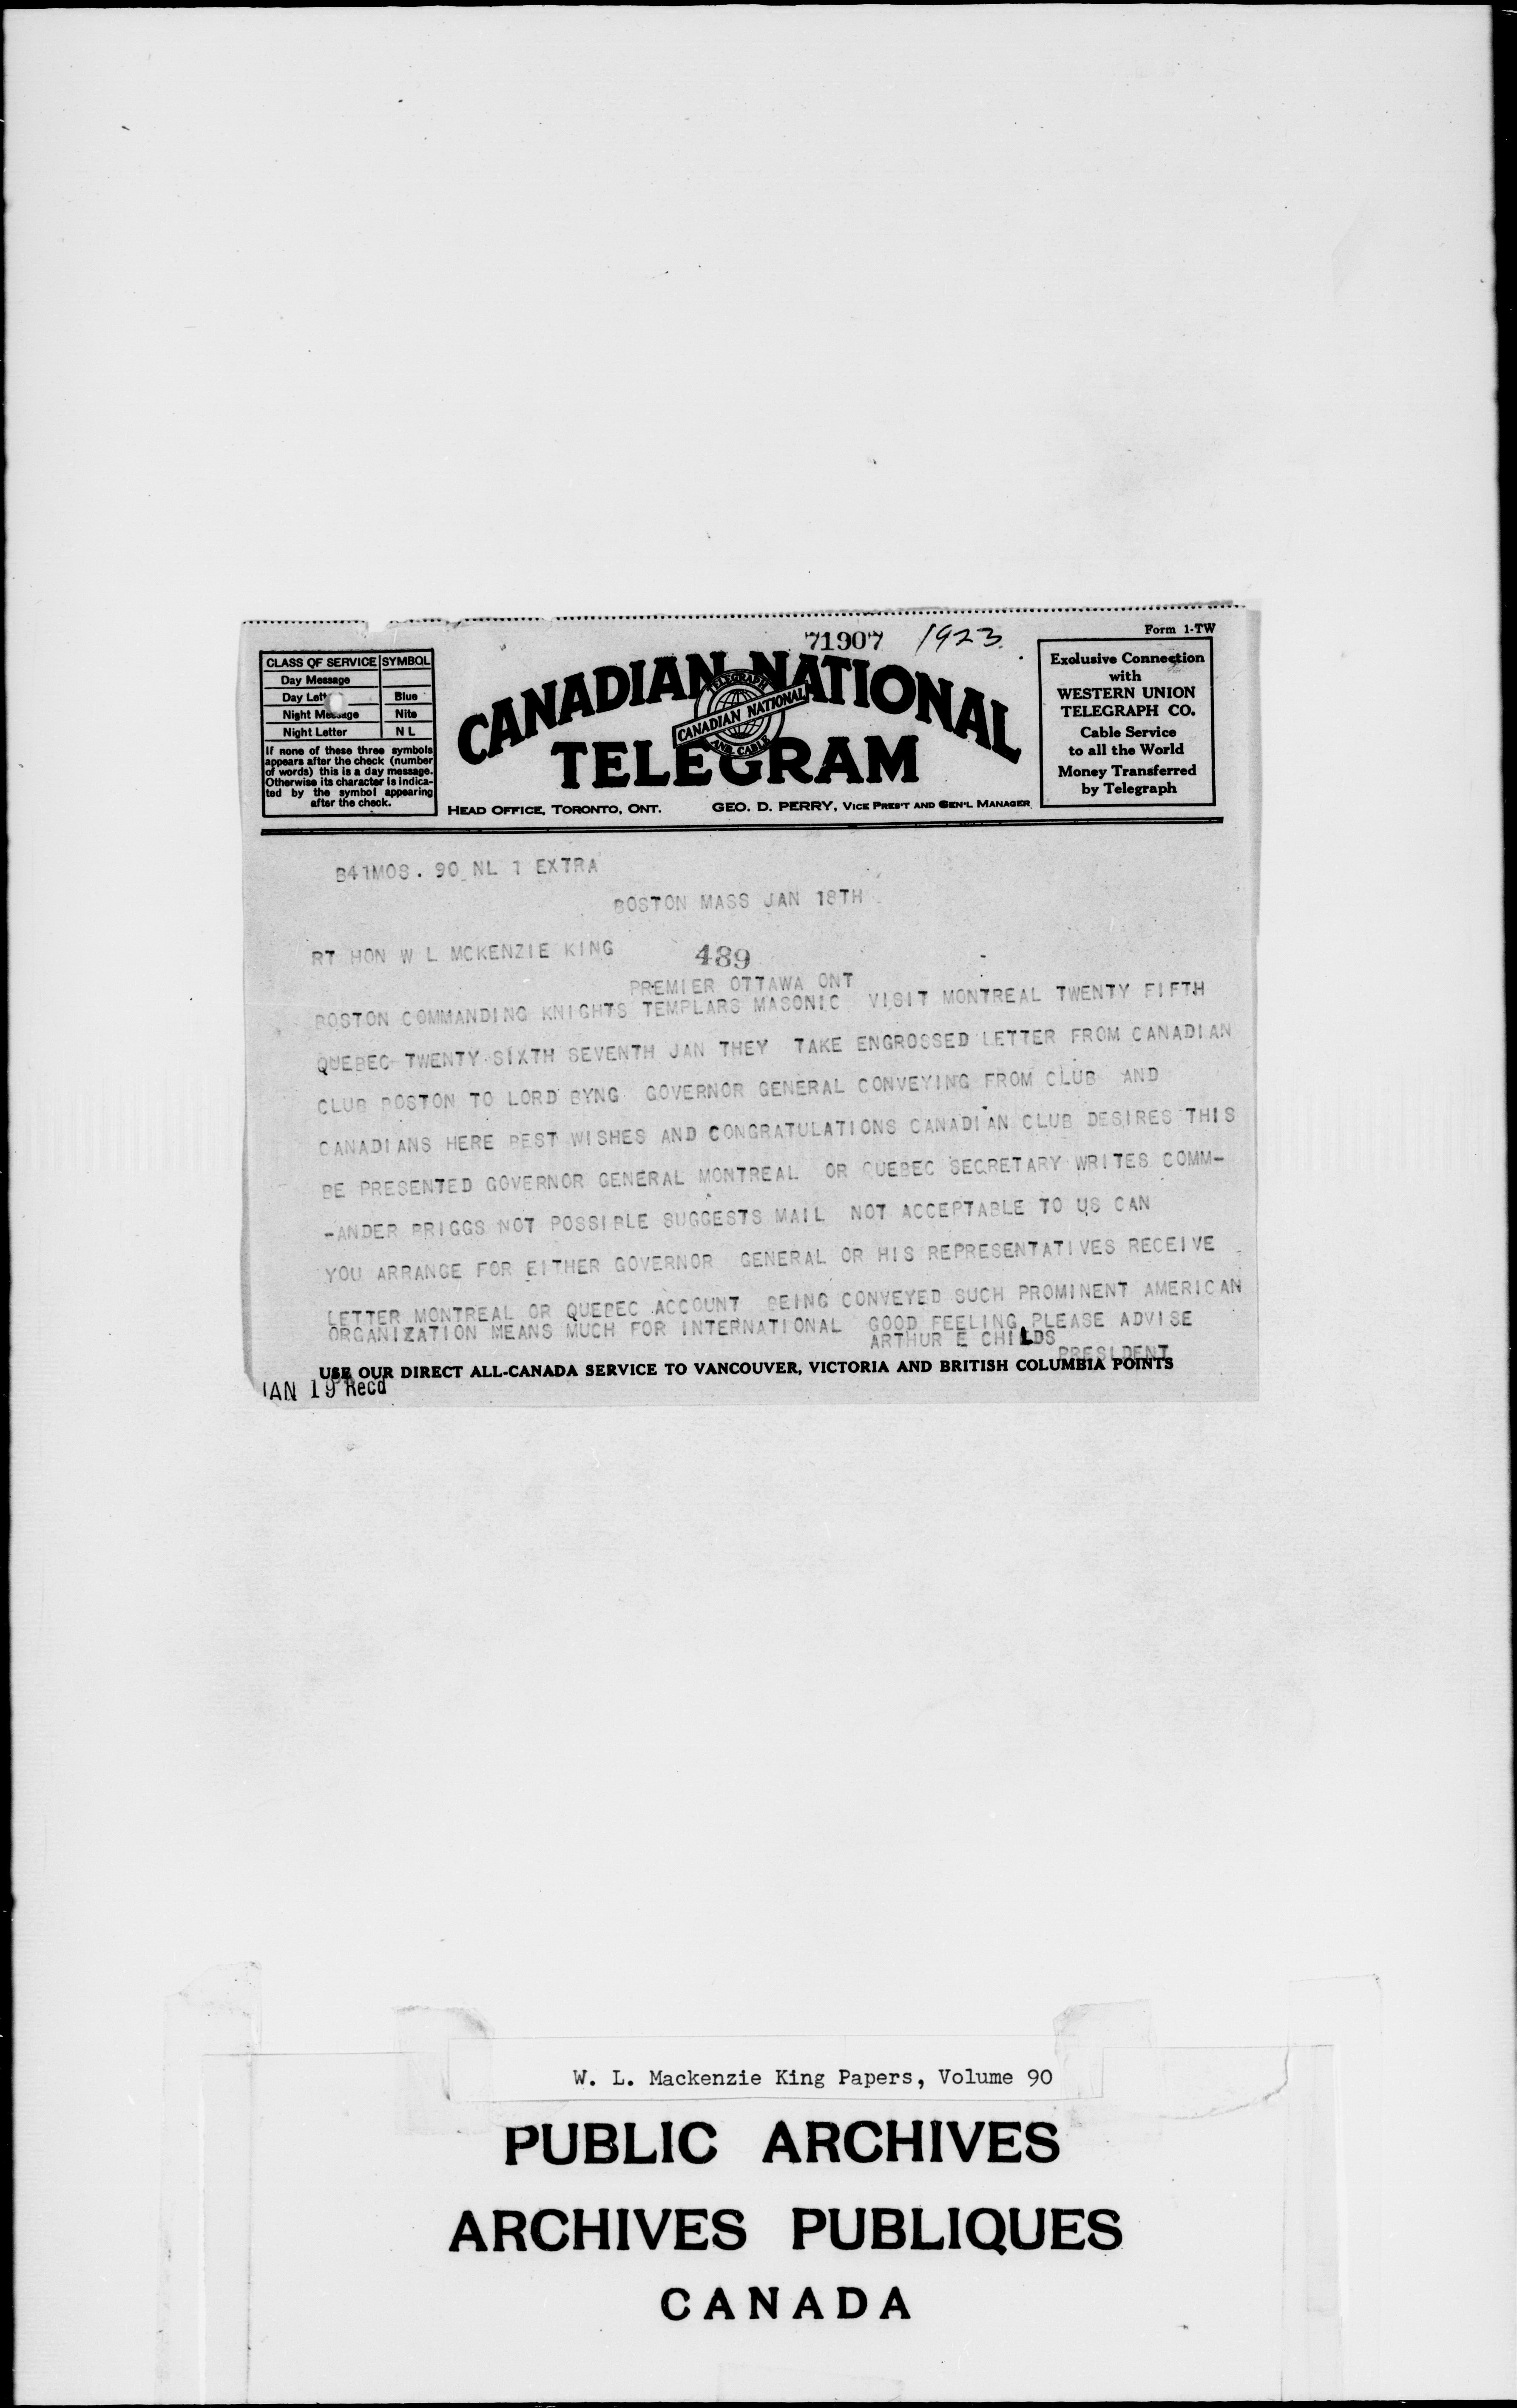 71907 1923.
Form 1-TW
CLASS OF SERVICE SYMBOL
Day Message
Day Lett Blue
Night Message Nite
Night Letter N L
If none of these three symbols
appears after the check (number
of words) this is a day message.
Otherwise its character is indica-
ted by the symbol appearing
after the check.
CANADIAN NATIONAL
TELEGRAM
TELEGRAPH
CANADIAN NATIONAL
AND CABLE
HEAD OFFICE, TORONTO, ONT. GEO. D. PERRY, VICE PRES'T AND GEN'L MANAGER
Exclusive Connection
with
WESTERN UNION
TELEGRAPH CO.
Cable Service
to all the World
Money Transferred
by Telegraph
B41MOS. 90 NL 1 EXTRA
BOSTON MASS JAN 18TH
RT HON W L MCKENZIE KING 489
PREMIER OTTAWA ONT
BOSTON COMMANDING KNIGHTS TEMPLARS MASONIC VISIT MONTREAL TWENTY FIFTH
QUEBEC TWENTY SIXTH SEVENTH JAN THEY TAKE ENGROSSED LETTER FROM CANADIAN
CLUB BOSTON TO LORD BYNG GOVERNOR GENERAL CONVEYING FROM CLUB AND
CANADIANS HERE BEST WISHES AND CONGRATULATIONS CANADIAN CLUB DESIRES THIS
BE PRESENTED GOVERNOR GENERAL MONTREAL OR QUEBEC SECRETARY WRITES COMM-
-ANDER BRIGGS NOT POSSIBLE SUGGESTS MAIL NOT ACCEPTABLE TO US CAN
YOU ARRANGE FOR EITHER GOVERNOR GENERAL OR HIS REPRESENTATIVES RECEIVE
LETTER MONTREAL OR QUEBEC ACCOUNT BEING CONVEYED SUCH PROMINENT AMERICAN
ORGANIZATION MEANS MUCH FOR INTERNATIONAL GOOD FEELING PLEASE ADVISE
ARTHUR E CHILDS
PRESIDENT
USE OUR DIRECT ALL-CANADA SERVICE TO VANCOUVER, VICTORIA AND BRITISH COLUMBIA POINTS
JAN 19 Recd
W. L. Mackenzie King Papers, Volume 90
PUBLIC ARCHIVES
ARCHIVES PUBLIQUES
CANADA